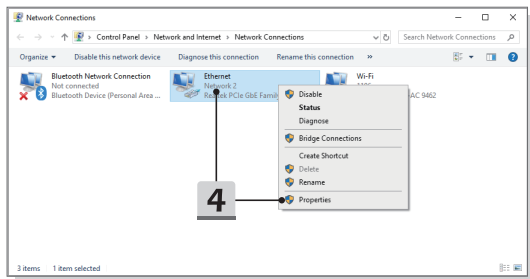 Network Connections
Control Panel > Network and Internet > Network Connections
Search Network Connections
Organize
Disable this network device
Diagnose this connection
Rename this connection
»
Bluetooth Network Connection
Not connected
Bluetooth Device (Personal Area ...
Ethernet
Network 2
Realtek PCIe GbE Family
Wi-Fi
AC 9462
Disable
Status
Diagnose
Bridge Connections
Create Shortcut
Delete
Rename
Properties
4
3 items
1 item selected